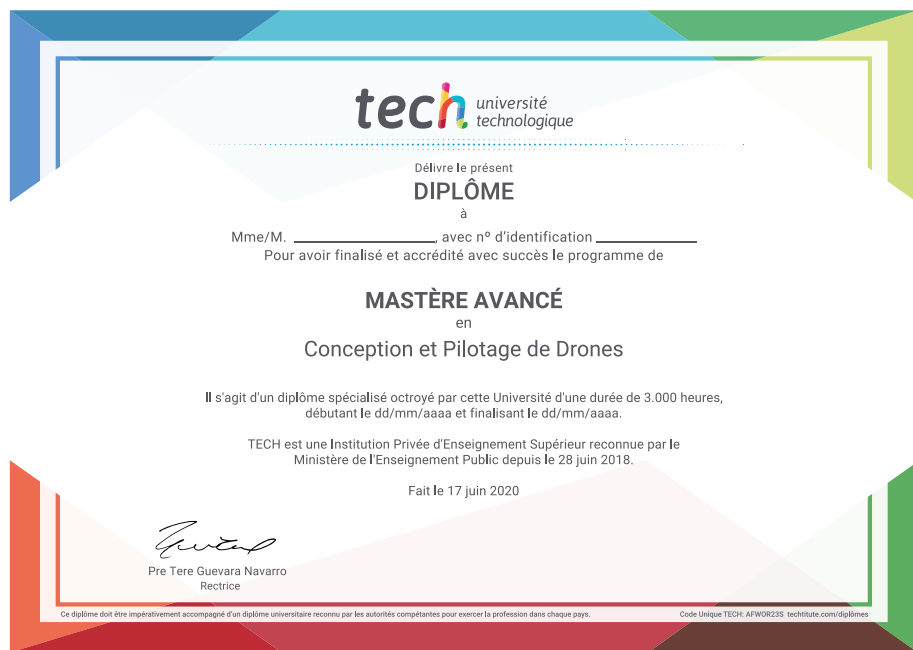 tech université
technologique
Délivre le présent
DIPLÔME
à
Mme/M. ____________, avec nº d'identification ____________
Pour avoir finalisé et accrédité avec succès le programme de
MASTÈRE AVANCÉ
en
Conception et Pilotage de Drones
Il s'agit d'un diplôme spécialisé octroyé par cette Université d'une durée de 3.000 heures,
débutant le dd/mm/aaaa et finalisant le dd/mm/aaaa.
TECH est une Institution Privée d'Enseignement Supérieur reconnue par le
Ministère de l'Enseignement Public depuis le 28 juin 2018.
Fait le 17 juin 2020
Pre Tere Guevara Navarro
Rectrice
Ce diplôme doit être impérativement accompagné d'un diplôme universitaire reconnu par les autorités compétentes pour exercer la profession dans chaque pays. Code Unique TECH: AFWOR23S techtitute.com/diplômes